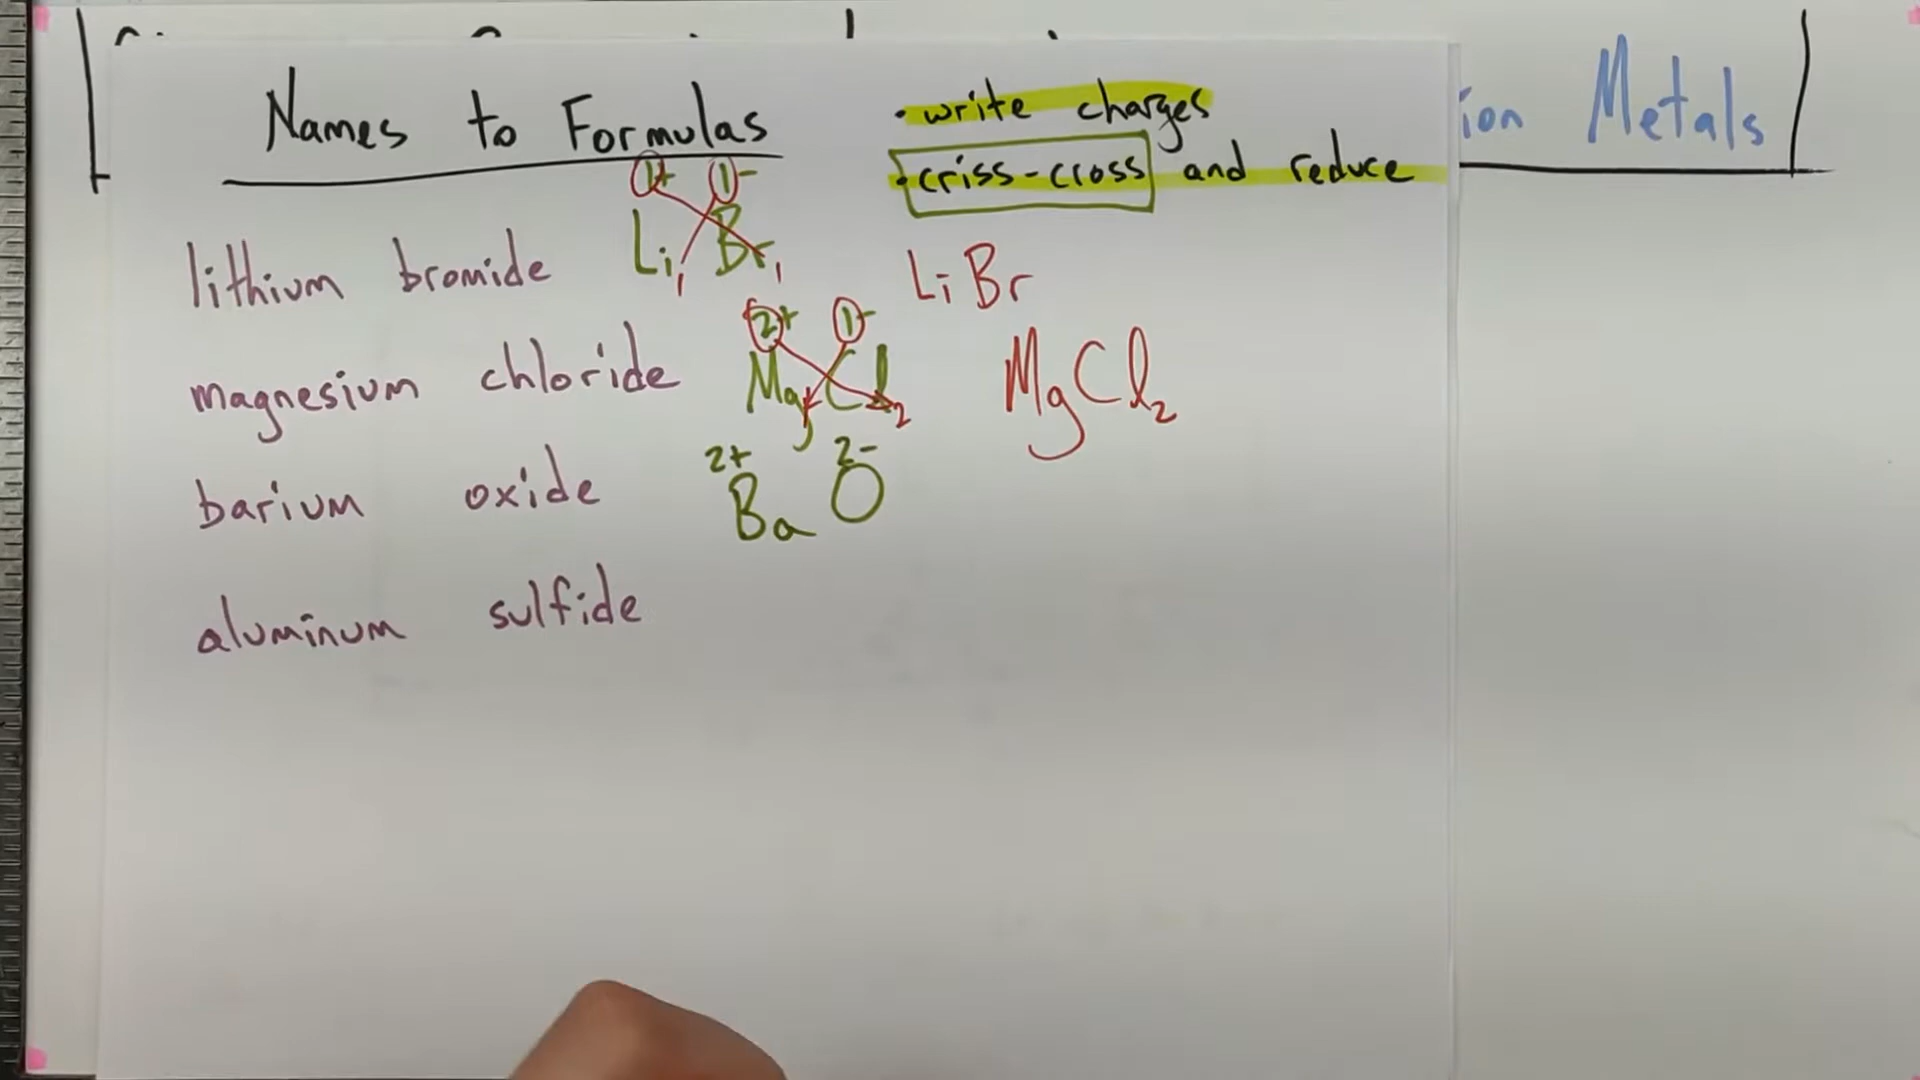 Names to Formulas
• write charges
• criss-cross and reduce
ion Metals
lithium bromide 1+ 1- Li1 Br1 LiBr
magnesium chloride 2+ 1- Mg Cl2 MgCl2
barium oxide 2+ 2- Ba O
aluminum sulfide